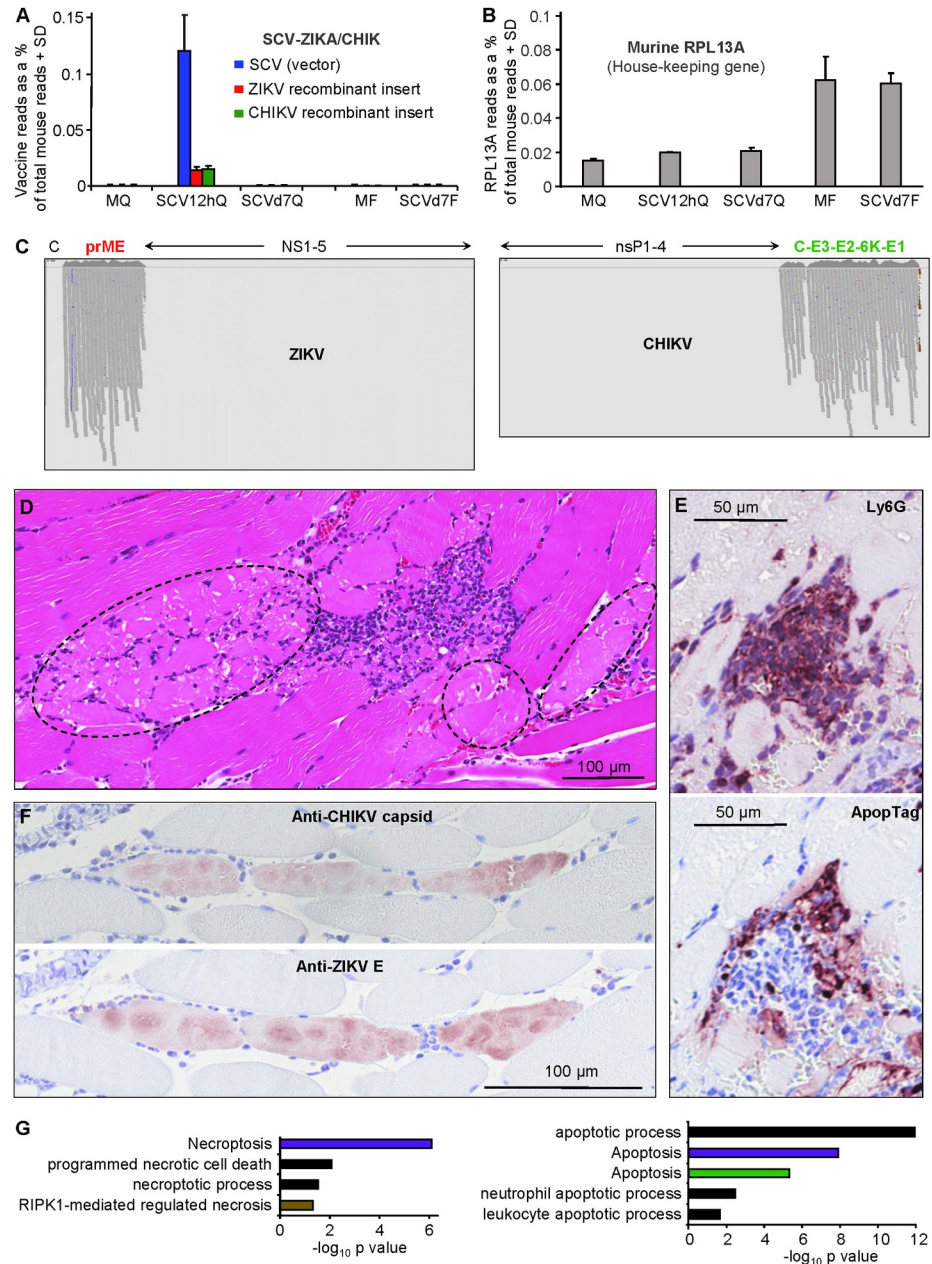 A
Vaccine reads as a %
of total mouse reads + SD
0.15
0.1
0.05
0
SCV-ZIKA/CHIK
SCV (vector)
ZIKV recombinant insert
CHIKV recombinant insert
MQ SCV12hQ SCVd7Q MF SCVd7F
B
RPL13A reads as a %
of total mouse reads + SD
0.1
0.08
0.06
0.04
0.02
0
Murine RPL13A
(House-keeping gene)
MQ SCV12hQ SCVd7Q MF SCVd7F
C
C prME NS1-5
ZIKV
nsP1-4 C-E3-E2-6K-E1
CHIKV
D
100 µm
E
50 µm Ly6G
50 µm ApopTag
F
Anti-CHIKV capsid
Anti-ZIKV E
100 µm
G
Necroptosis
programmed necrotic cell death
necroptotic process
RIPK1-mediated regulated necrosis
0 2 4 6
-log10 p value
apoptotic process
Apoptosis
Apoptosis
neutrophil apoptotic process
leukocyte apoptotic process
0 2 4 6 8 10 12
-log10 p value